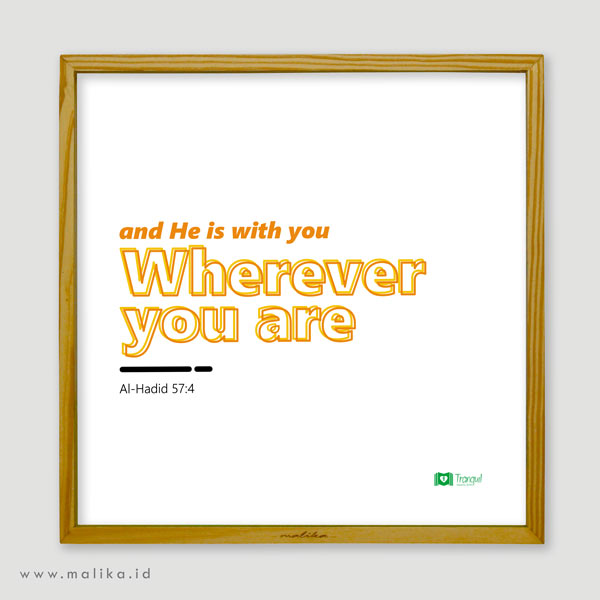 and He is with you
Wherever
you are
Al-Hadid 57:4
Tranquil
malika
www.malika.id